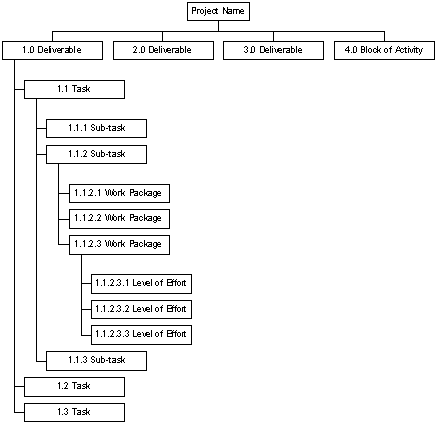 Project Name
1.0 Deliverable
2.0 Deliverable
3.0 Deliverable
4.0 Block of Activity
1.1 Task
1.1.1 Sub-task
1.1.2 Sub-task
1.1.2.1 Work Package
1.1.2.2 Work Package
1.1.2.3 Work Package
1.1.2.3.1 Level of Effort
1.1.2.3.2 Level of Effort
1.1.2.3.3 Level of Effort
1.1.3 Sub-task
1.2 Task
1.3 Task